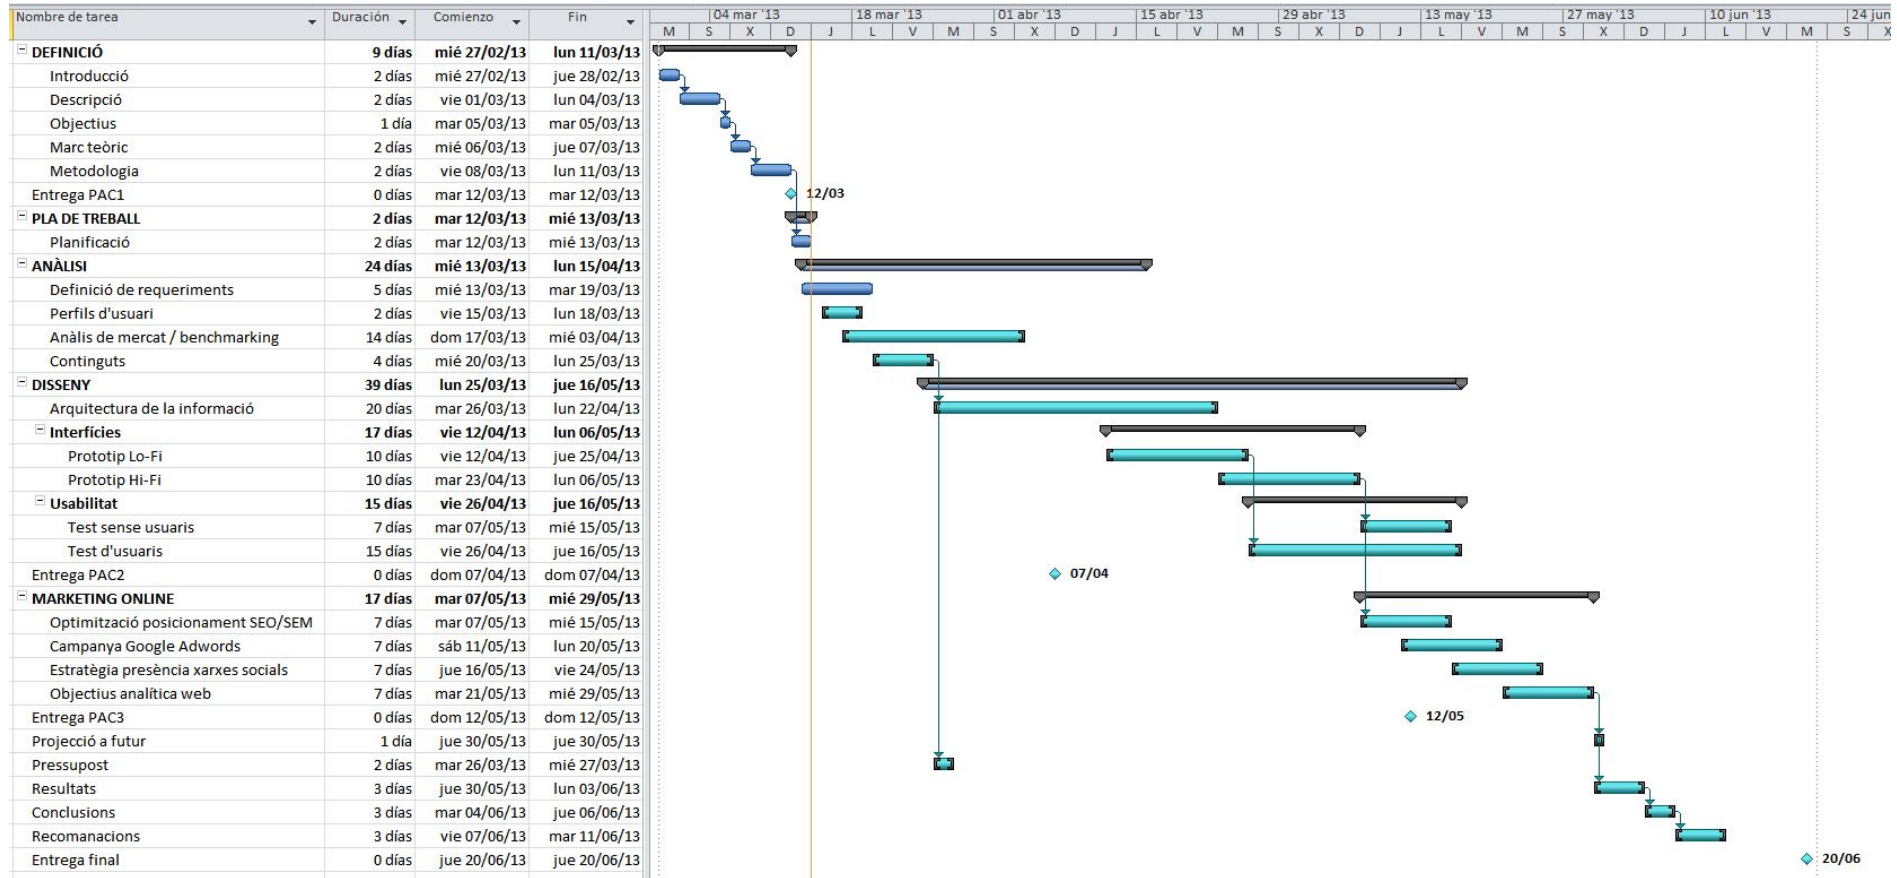 Nombre de tarea Duración Comienzo Fin 04 mar '13 18 mar '13 01 abr '13 15 abr '13 29 abr '13 13 may '13 27 may '13 10 jun '13 24 jun
M S X D J L V M S X D J L V M S X D J L V M S X D J L V M S X
DEFINICIÓ 9 días mié 27/02/13 lun 11/03/13
Introducció 2 días mié 27/02/13 jue 28/02/13
Descripció 2 días vie 01/03/13 lun 04/03/13
Objectius 1 día mar 05/03/13 mar 05/03/13
Marc teòric 2 días mié 06/03/13 jue 07/03/13
Metodologia 2 días vie 08/03/13 lun 11/03/13
Entrega PAC1 0 días mar 12/03/13 mar 12/03/13 12/03
PLA DE TREBALL 2 días mar 12/03/13 mié 13/03/13
Planificació 2 días mar 12/03/13 mié 13/03/13
ANÀLISI 24 días mié 13/03/13 lun 15/04/13
Definició de requeriments 5 días mié 13/03/13 mar 19/03/13
Perfils d'usuari 2 días vie 15/03/13 lun 18/03/13
Anàlis de mercat / benchmarking 14 días dom 17/03/13 mié 03/04/13
Continguts 4 días mié 20/03/13 lun 25/03/13
DISSENY 39 días lun 25/03/13 jue 16/05/13
Arquitectura de la informació 20 días mar 26/03/13 lun 22/04/13
Interfícies 17 días vie 12/04/13 lun 06/05/13
Prototip Lo-Fi 10 días vie 12/04/13 jue 25/04/13
Prototip Hi-Fi 10 días mar 23/04/13 lun 06/05/13
Usabilitat 15 días vie 26/04/13 jue 16/05/13
Test sense usuaris 7 días mar 07/05/13 mié 15/05/13
Test d'usuaris 15 días vie 26/04/13 jue 16/05/13
Entrega PAC2 0 días dom 07/04/13 dom 07/04/13 07/04
MARKETING ONLINE 17 días mar 07/05/13 mié 29/05/13
Optimització posicionament SEO/SEM 7 días mar 07/05/13 mié 15/05/13
Campanya Google Adwords 7 días sáb 11/05/13 lun 20/05/13
Estratègia presència xarxes socials 7 días jue 16/05/13 vie 24/05/13
Objectius analítica web 7 días mar 21/05/13 mié 29/05/13
Entrega PAC3 0 días dom 12/05/13 dom 12/05/13 12/05
Projecció a futur 1 día jue 30/05/13 jue 30/05/13
Pressupost 2 días mar 26/03/13 mié 27/03/13
Resultats 3 días jue 30/05/13 lun 03/06/13
Conclusions 3 días mar 04/06/13 jue 06/06/13
Recomanacions 3 días vie 07/06/13 mar 11/06/13
Entrega final 0 días jue 20/06/13 jue 20/06/13 20/06